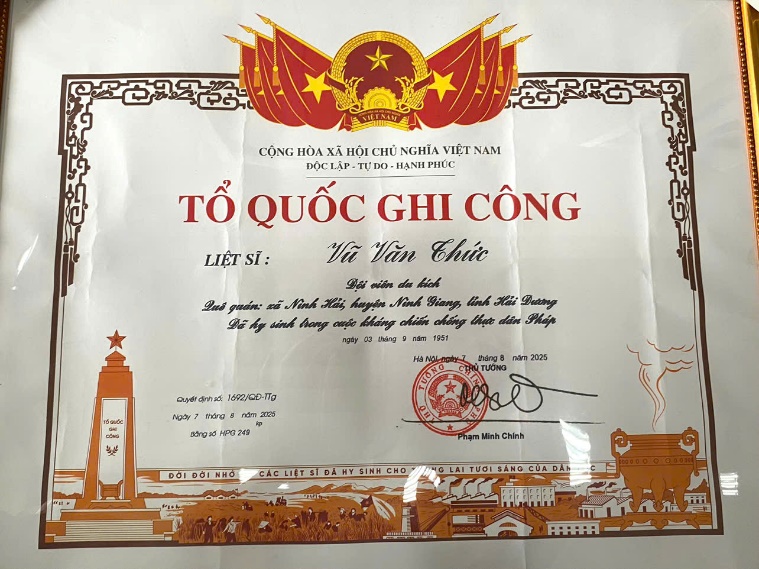 VIỆT NAM
CỘNG HÒA XÃ HỘI CHỦ NGHĨA VIỆT NAM
ĐỘC LẬP - TỰ DO - HẠNH PHÚC
TỔ QUỐC GHI CÔNG
LIỆT SĨ : Vũ Văn Thức
Đội viên du kích
Quê quán: xã Ninh Hải, huyện Ninh Giang, tỉnh Hải Dương
Đã hy sinh trong cuộc kháng chiến chống thực dân Pháp
ngày 03 tháng 9 năm 1951
Hà Nội, ngày 7 tháng 8 năm 2025
THỦ TƯỚNG
Quyết định số: 1692/QĐ-TTg
Ngày 7 tháng 8 năm 2025
kp
Bằng số HPG 249
Phạm Minh Chính
TỔ QUỐC
GHI
CÔNG
ĐỜI ĐỜI NHỚ CÁC LIỆT SĨ ĐÃ HY SINH CHO LAI TƯƠI SÁNG CỦA DÂN